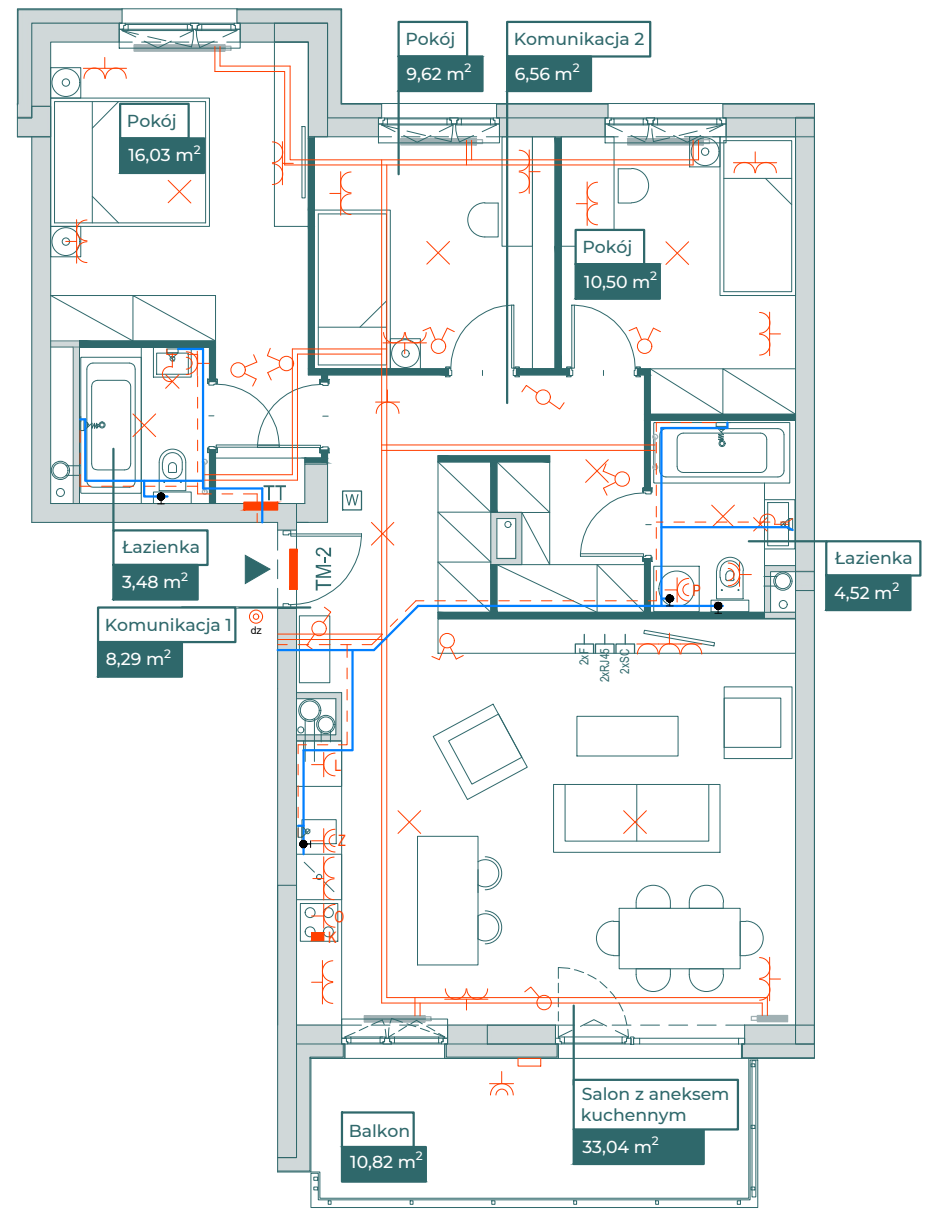 Pokój
9,62 m²
Komunikacja 2
6,56 m²
Pokój
16,03 m²
Pokój
10,50 m²
TT
W
TM-2
Łazienka
3,48 m²
Łazienka
4,52 m²
dz
Komunikacja 1
8,29 m²
2xF
2xRJ45
2xSC
L
Z
O
K
Salon z aneksem
kuchennym
33,04 m²
Balkon
10,82 m²